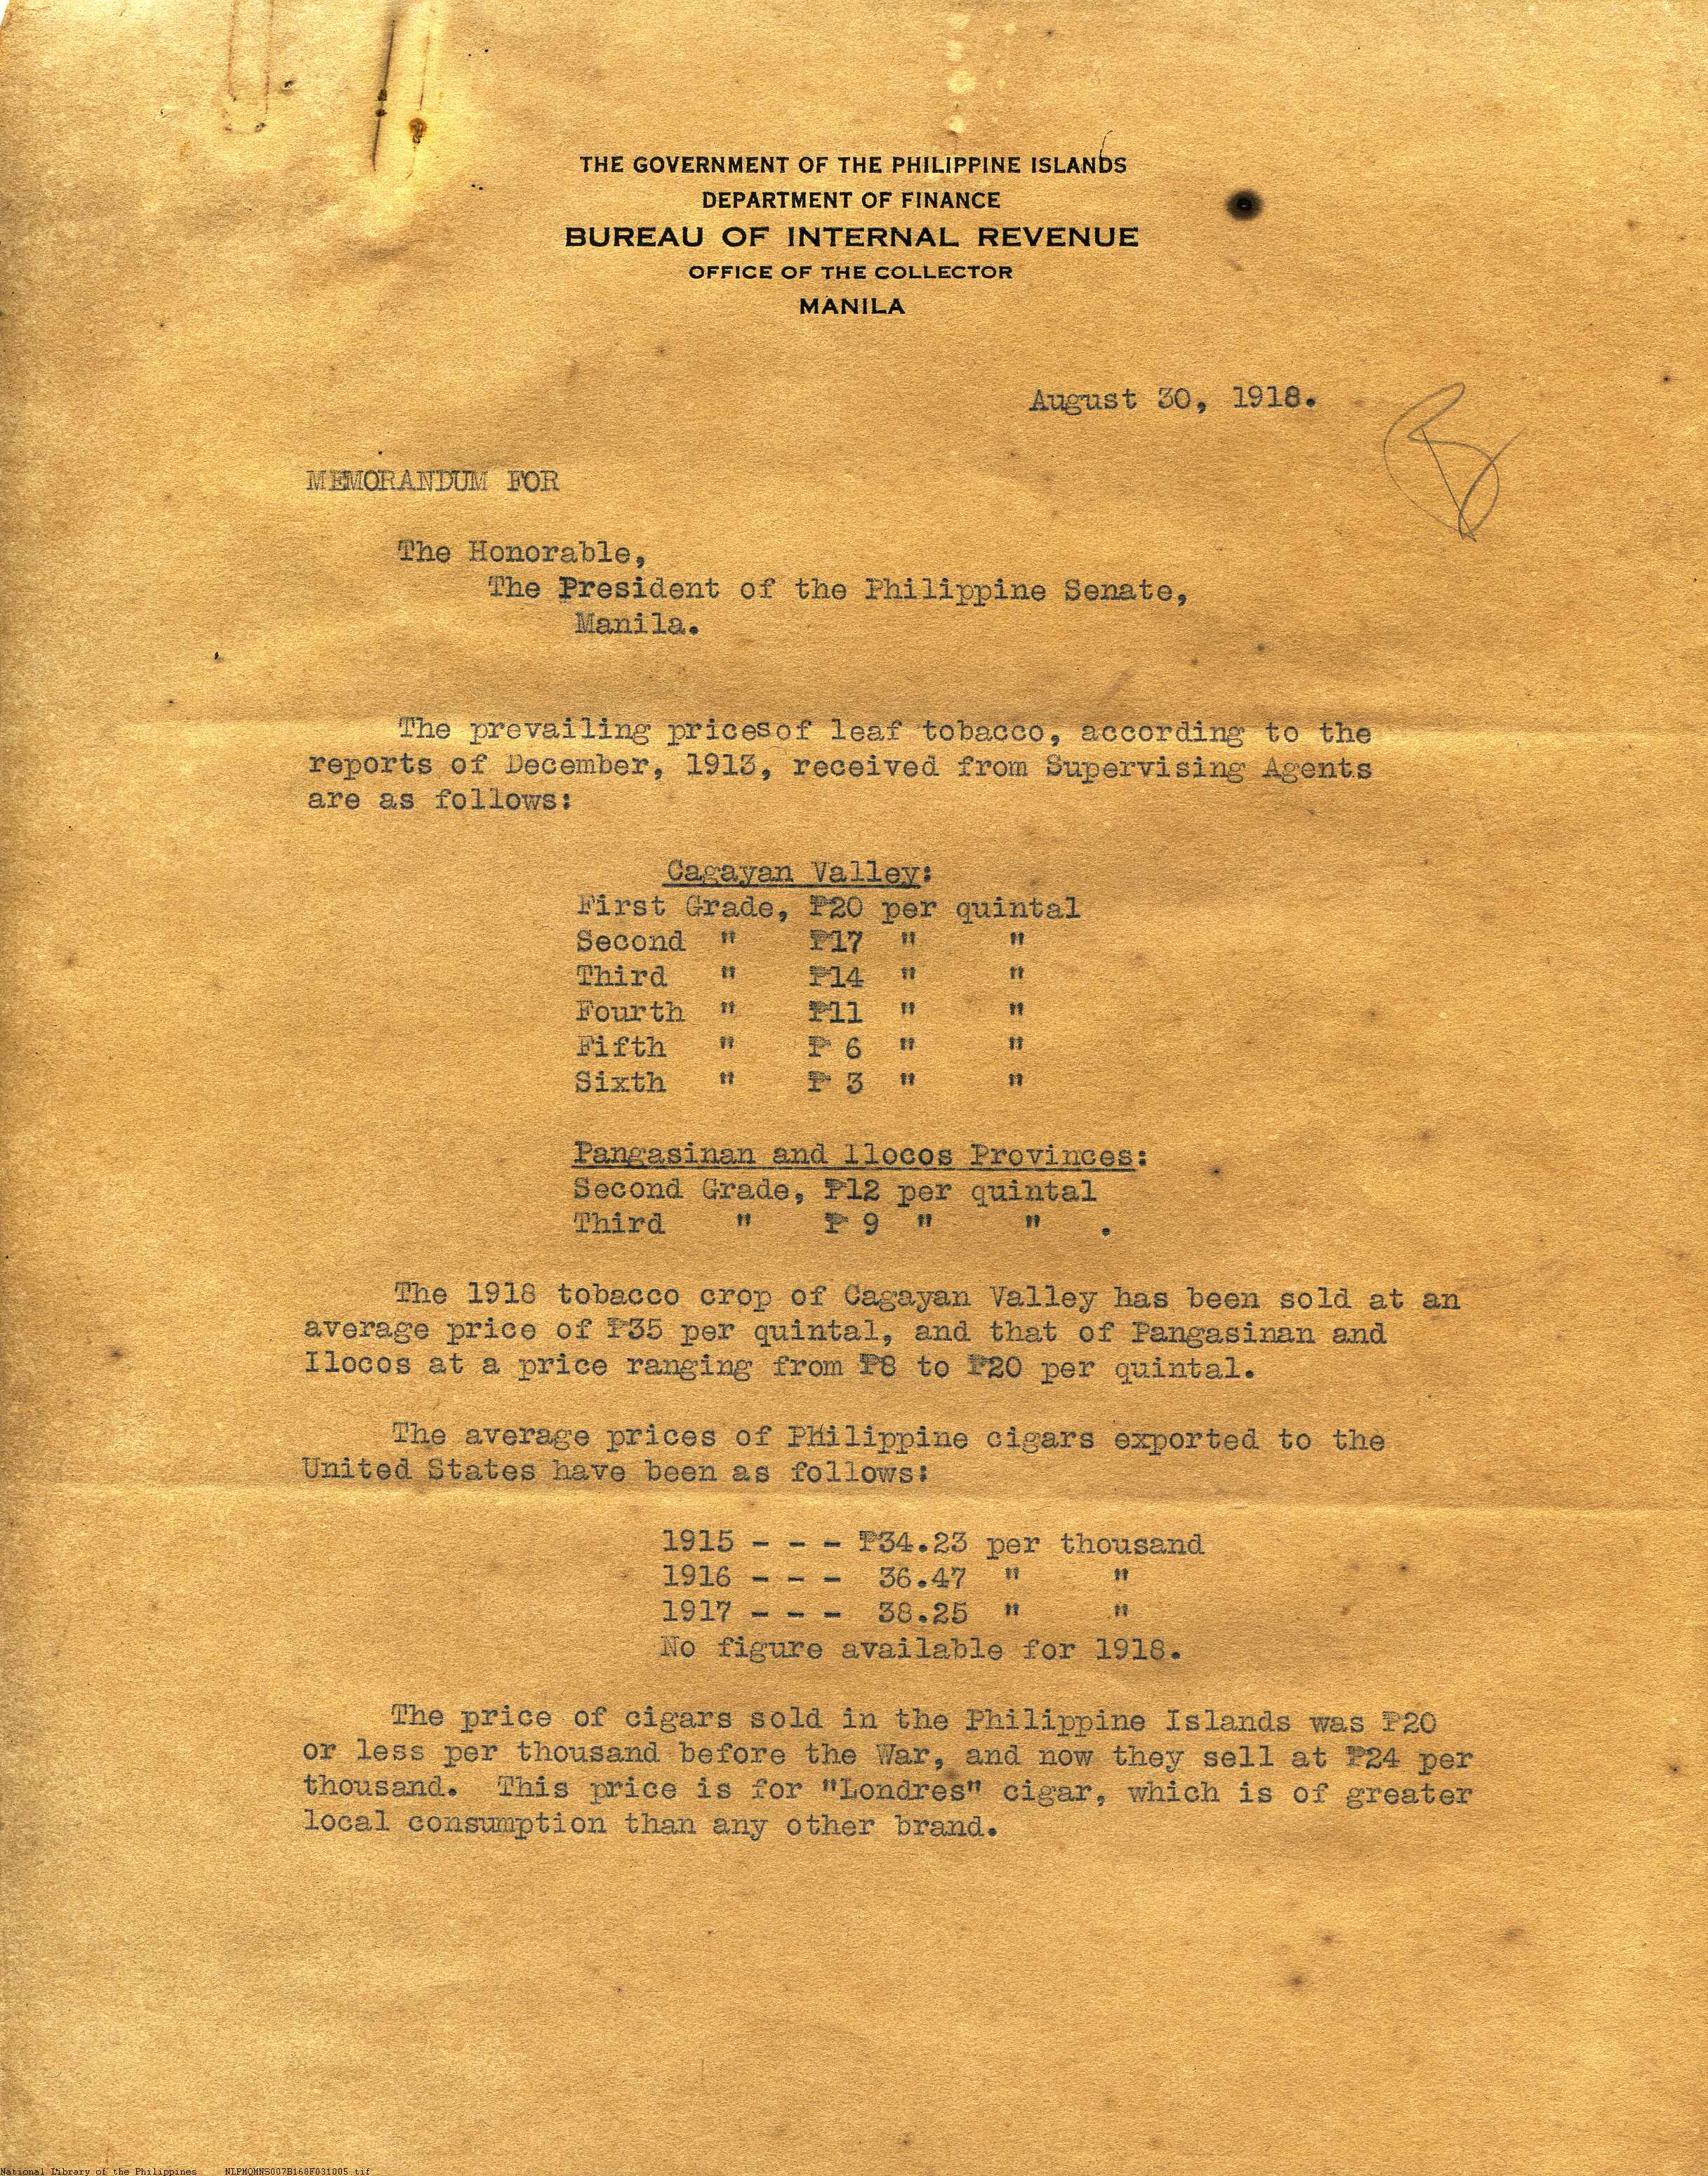 THE GOVERNMENT OF THE PHILIPPINE ISLANDS
DEPARTMENT OF FINANCE
BUREAU OF INTERNAL REVENUE
OFFICE OF THE COLLECTOR
MANILA
August 30, 1918.
MEMORANDUM FOR
The Honorable,
The President of the Philippine Senate,
Manila.
The prevailing pricesof leaf tobacco, according to the
reports of December, 1913, received from Supervising Agents
are as follows:
Cagayan Valley:
First Grade, ₱20 per quintal
Second " ₱17 " "
Third " ₱14 " "
Fourth " ₱11 " "
Fifth " ₱ 6 " "
Sixth " ₱ 3 " "
Pangasinan and Ilocos Provinces:
Second Grade, ₱12 per quintal
Third " ₱ 9 " " .
The 1918 tobacco crop of Cagayan Valley has been sold at an
average price of ₱35 per quintal, and that of Pangasinan and
Ilocos at a price ranging from ₱8 to ₱20 per quintal.
The average prices of Philippine cigars exported to the
United States have been as follows:
1915 - - - ₱34.23 per thousand
1916 - - - 36.47 " "
1917 - - - 38.25 " "
No figure available for 1918.
The price of cigars sold in the Philippine Islands was ₱20
or less per thousand before the War, and now they sell at ₱24 per
thousand. This price is for "Londres" cigar, which is of greater
local consumption than any other brand.
National Library of the Philippines NLPMQMNS007B168F031005.tif